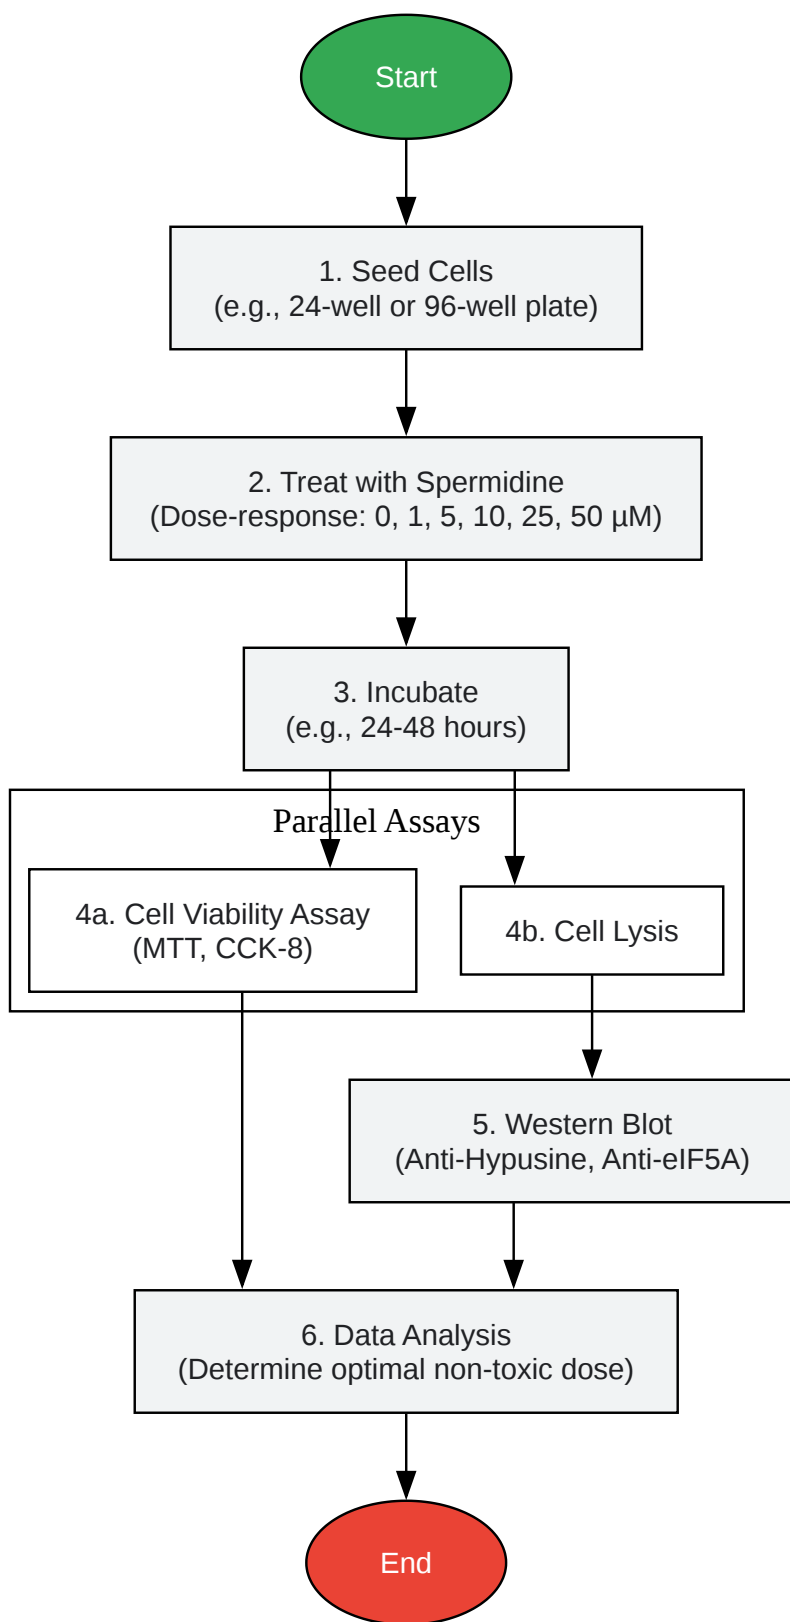 Start
1. Seed Cells
(e.g., 24-well or 96-well plate)
2. Treat with Spermidine
(Dose-response: 0, 1, 5, 10, 25, 50 µM)
3. Incubate
(e.g., 24-48 hours)
Parallel Assays
4a. Cell Viability Assay
(MTT, CCK-8)
4b. Cell Lysis
5. Western Blot
(Anti-Hypusine, Anti-eIF5A)
6. Data Analysis
(Determine optimal non-toxic dose)
End